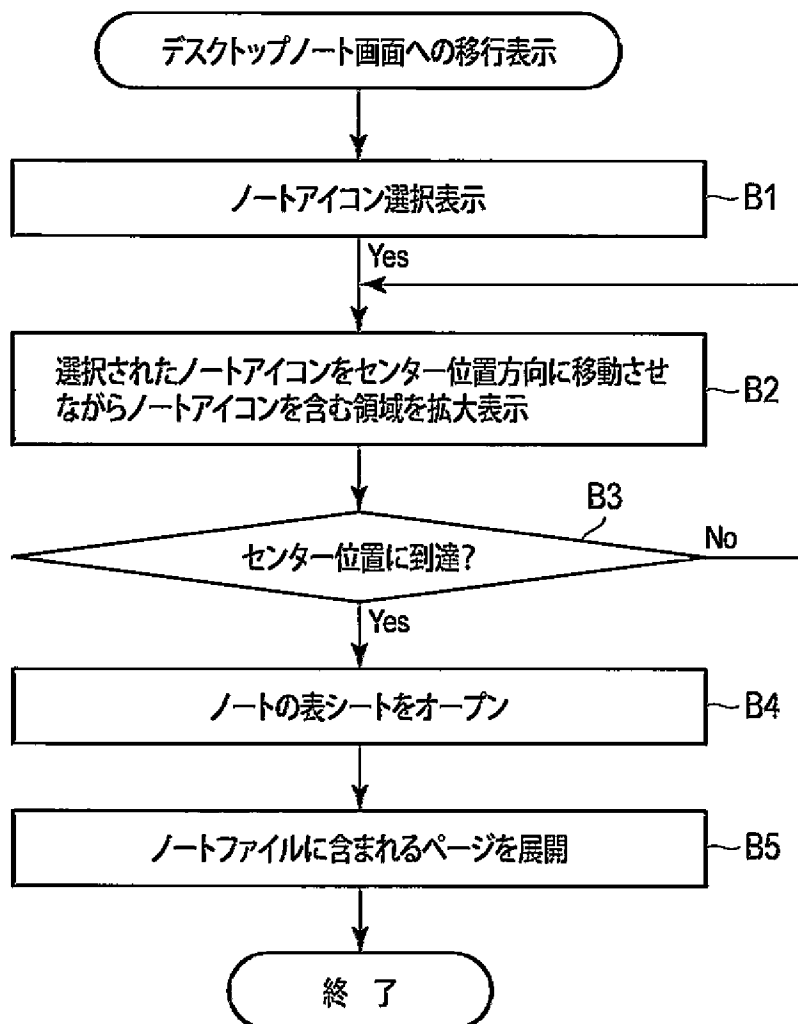 デスクトップノート画面への移行表示
ノートアイコン選択表示
B1
Yes
選択されたノートアイコンをセンター位置方向に移動させ
ながらノートアイコンを含む領域を拡大表示
B2
B3
センター位置に到達?
No
Yes
ノートの表シートをオープン
B4
ノートファイルに含まれるページを展開
B5
終 了